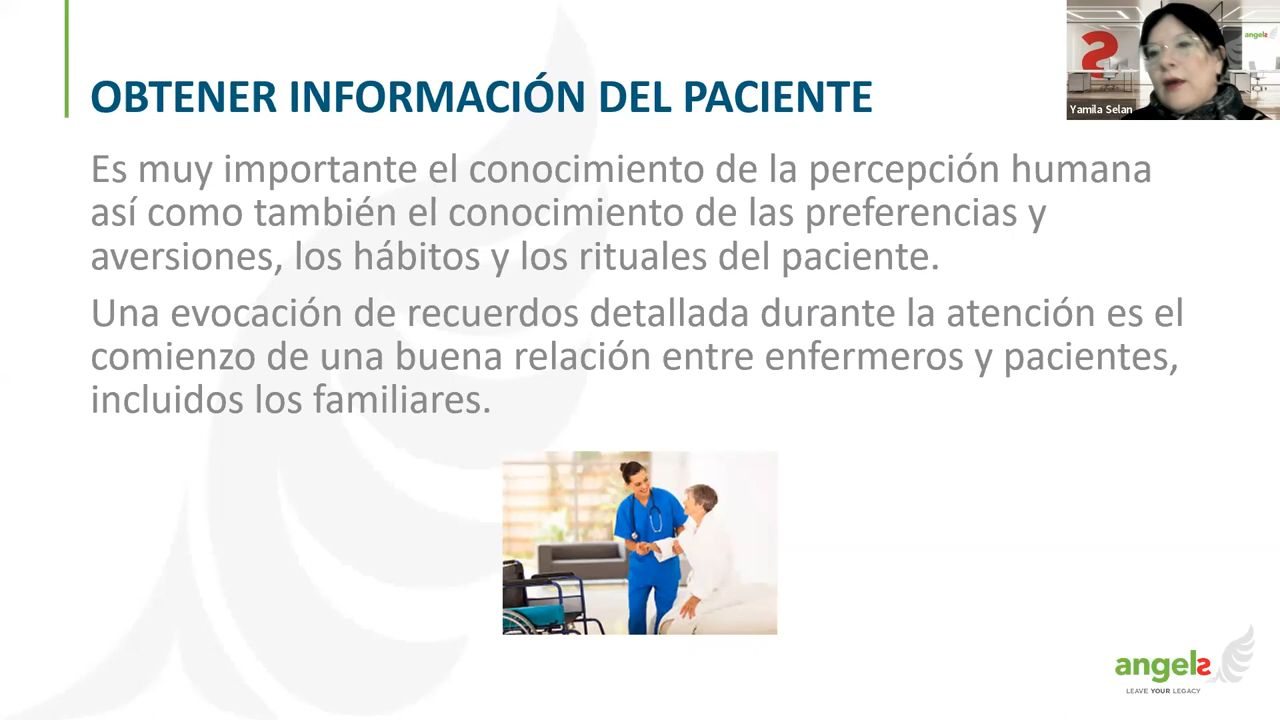 OBTENER INFORMACIÓN DEL PACIENTE
Es muy importante el conocimiento de la percepción humana
así como también el conocimiento de las preferencias y
aversiones, los hábitos y los rituales del paciente.
Una evocación de recuerdos detallada durante la atención es el
comienzo de una buena relación entre enfermeros y pacientes,
incluidos los familiares.
angels
Yamila Selan
angels
LEAVE YOUR LEGACY